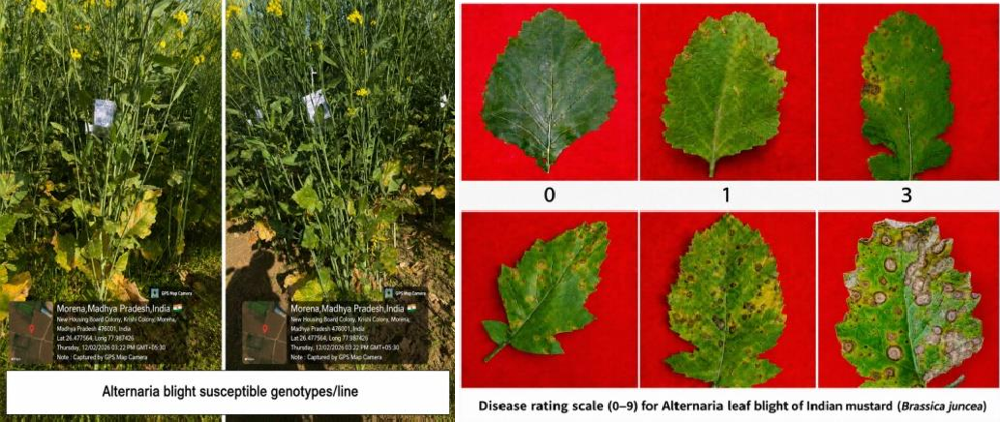 GPS Map Camera
Morena,Madhya Pradesh,India
New Housing Board Colony, Krishi Colony, Morena,
Madhya Pradesh 476001, India
Lat 26.477564, Long 77.987426
Thursday, 12/02/2026 03:22 PM GMT+05:30
Note : Captured by GPS Map Camera
GPS Map Camera
Morena,Madhya Pradesh,India
New Housing Board Colony, Krishi Colony, Morena,
Madhya Pradesh 476001, India
Lat 26.477564, Long 77.987426
Thursday, 12/02/2026 03:22 PM GMT+05:30
Note : Captured by GPS Map Camera
Alternaria blight susceptible genotypes/line
0
1
3
Disease rating scale (0–9) for Alternaria leaf blight of Indian mustard (Brassica juncea)